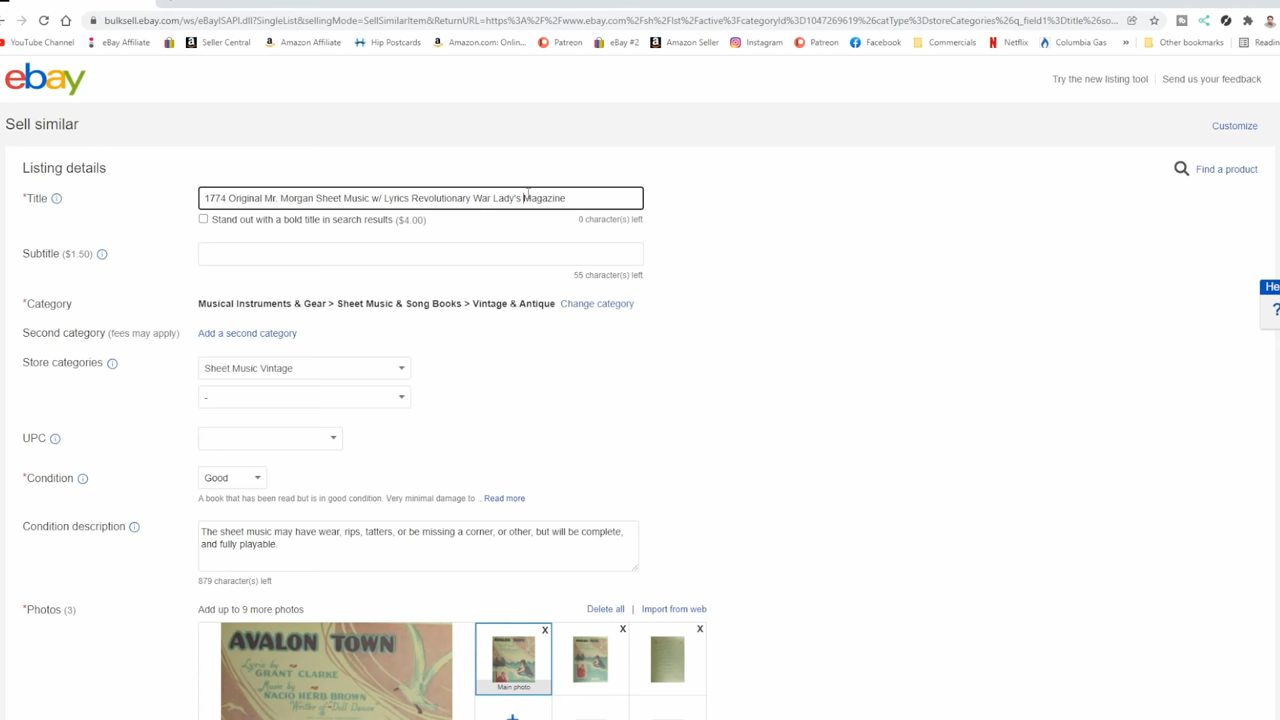 bulksell.ebay.com/ws/eBayISAPI.dll?SingleList&sellingMode=SellSimilarItem&ReturnURL=https%3A%2F%2Fwww.ebay.com%2Fsh%2Flst%2Factive%3FcategoryId%3D1047269619%26catType%3DstoreCategories%26q_field1%3Dtitle%26so...
YouTube Channel eBay Affiliate Seller Central Amazon Affiliate Hip Postcards Amazon.com: Onli... Patreon eBay #2 Amazon Seller Instagram Patreon Facebook Commercials Netflix Columbia Gas » Other bookmarks Readin
ebay
Try the new listing tool | Send us your feedback
Sell similar
Customize
Listing details
Find a product
*Title
1774 Original Mr. Morgan Sheet Music w/ Lyrics Revolutionary War Lady's Magazine
Stand out with a bold title in search results ($4.00)
0 character(s) left
Subtitle ($1.50)
55 character(s) left
He
?
*Category
Musical Instruments & Gear > Sheet Music & Song Books > Vintage & Antique Change category
Second category (fees may apply)
Add a second category
Store categories
Sheet Music Vintage
-
UPC
*Condition
Good
A book that has been read but is in good condition. Very minimal damage to ...Read more
Condition description
The sheet music may have wear, rips, tatters, or be missing a corner, or other, but will be complete,
and fully playable.
879 character(s) left
*Photos (3)
Add up to 9 more photos
Delete all | Import from web
X
X
X
Main photo
AVALON TOWN
Lyric by
GRANT CLARKE
Music by
NACIO HERB BROWN
Writer of "Doll Dance"